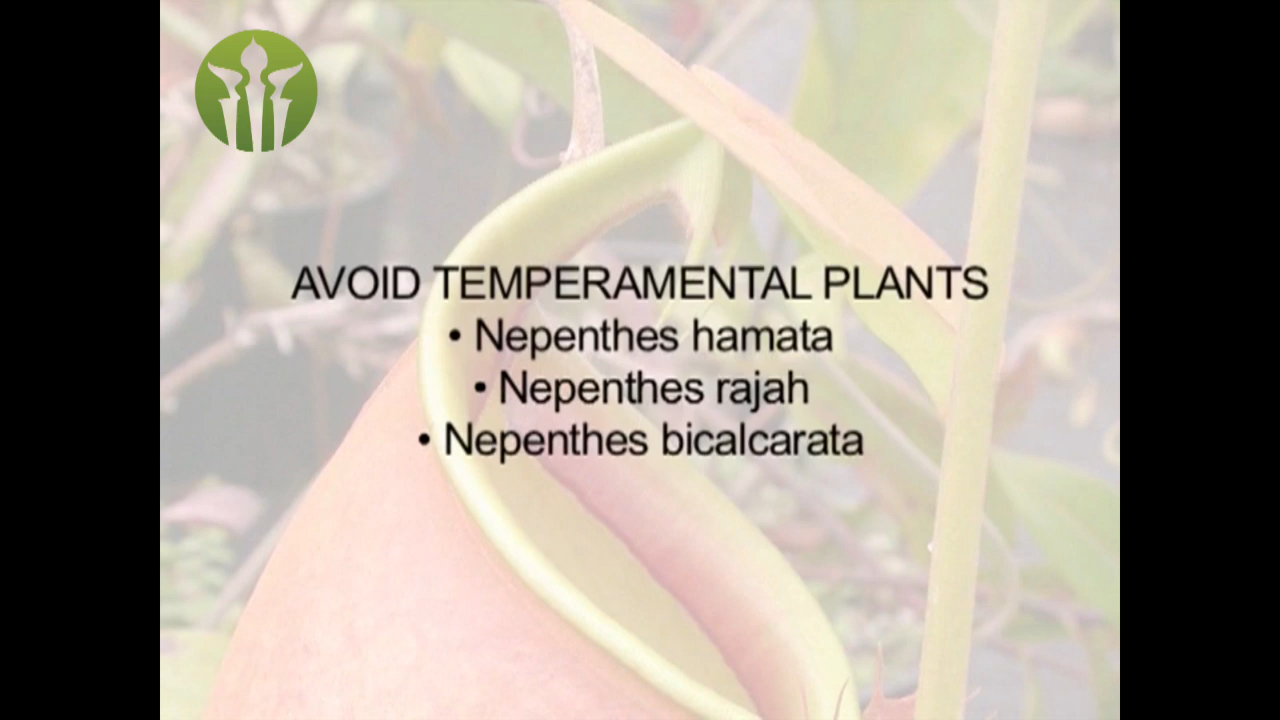 AVOID TEMPERAMENTAL PLANTS
• Nepenthes hamata
• Nepenthes rajah
• Nepenthes bicalcarata